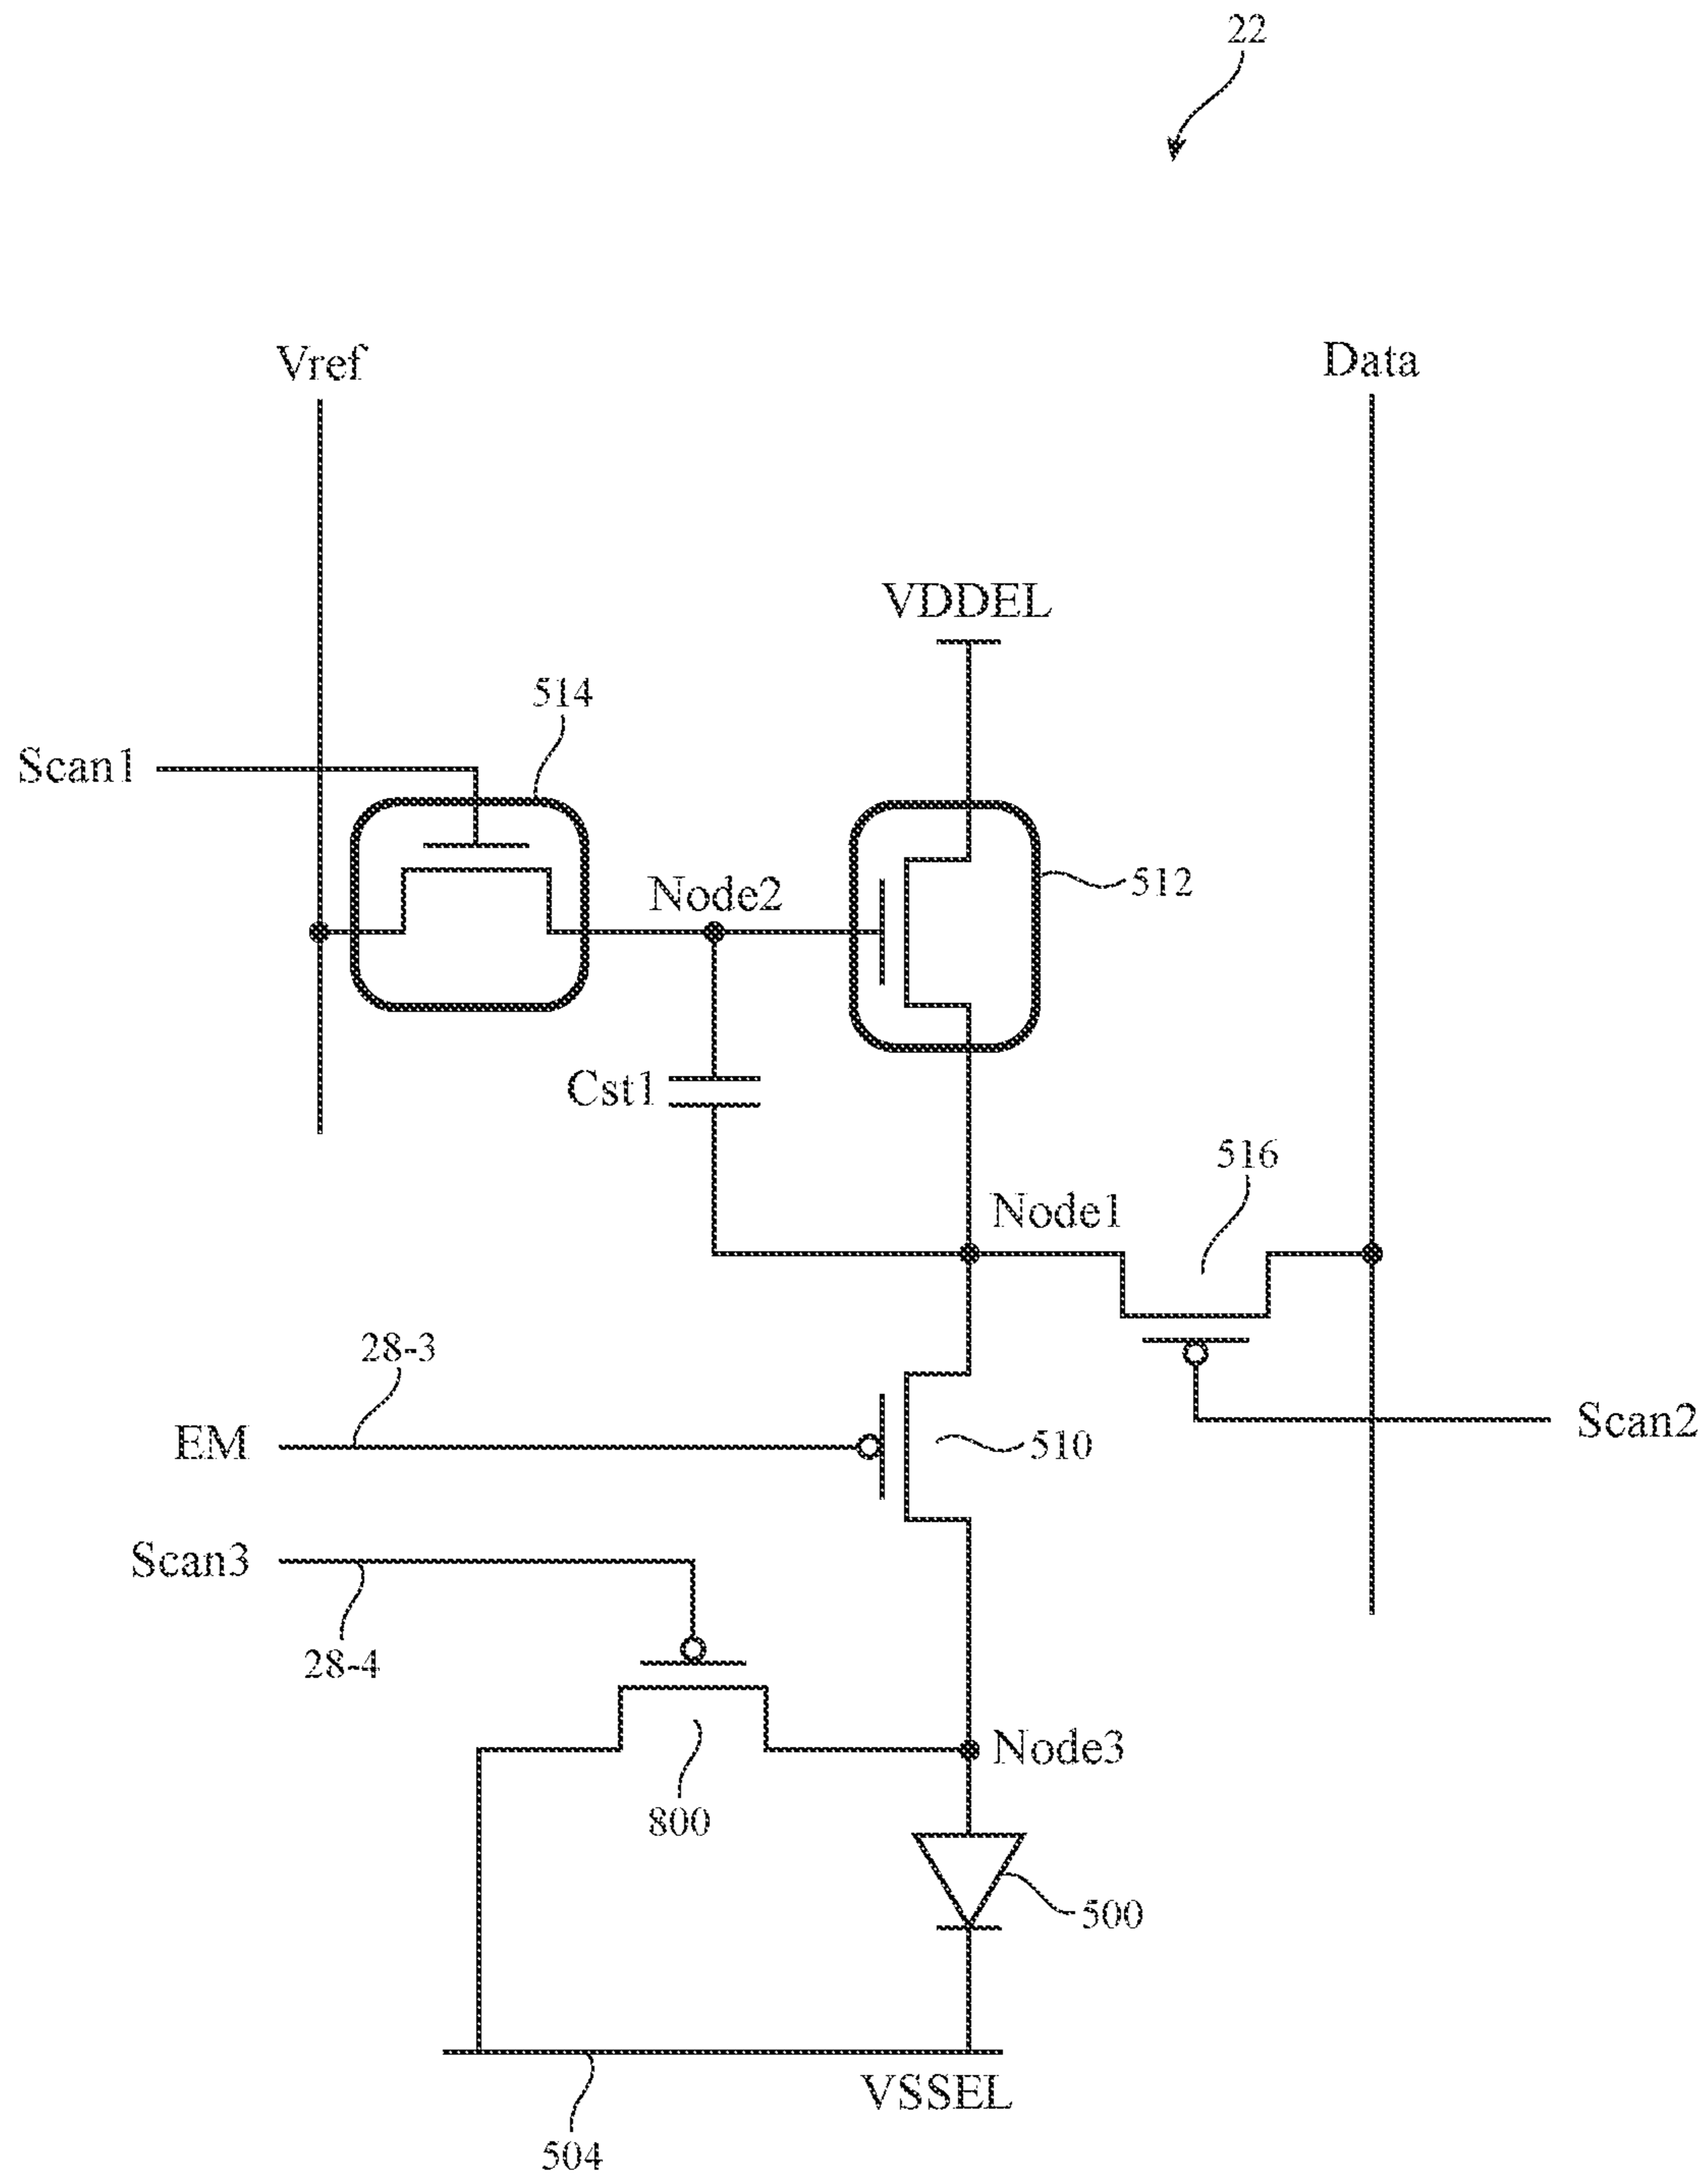 22
Vref
Data
VDDEL
514
Scan1
512
Node2
Cst1
516
Node1
28-3
EM
510
Scan2
Scan3
28-4
Node3
800
500
VSSEL
504